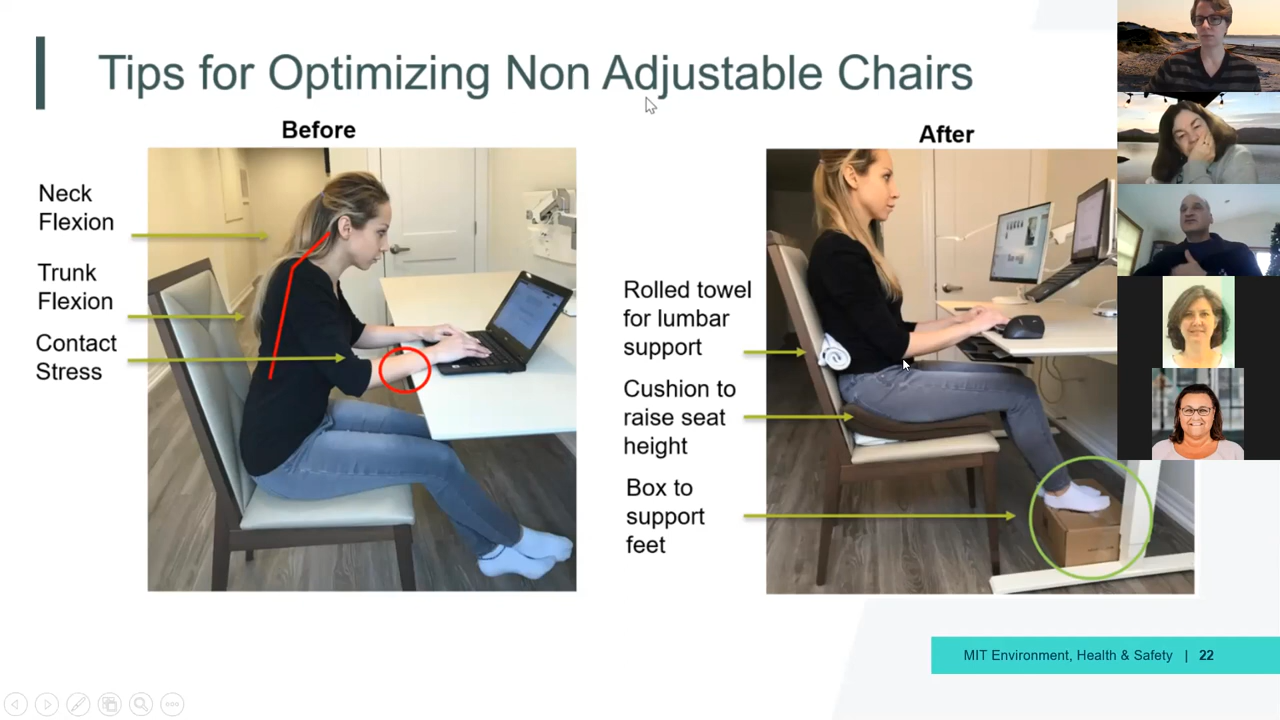 Tips for Optimizing Non Adjustable Chairs
Before
Neck
Flexion
Trunk
Flexion
Contact
Stress
After
Rolled towel
for lumbar
support
Cushion to
raise seat
height
Box to
support
feet
MIT Environment, Health & Safety | 22